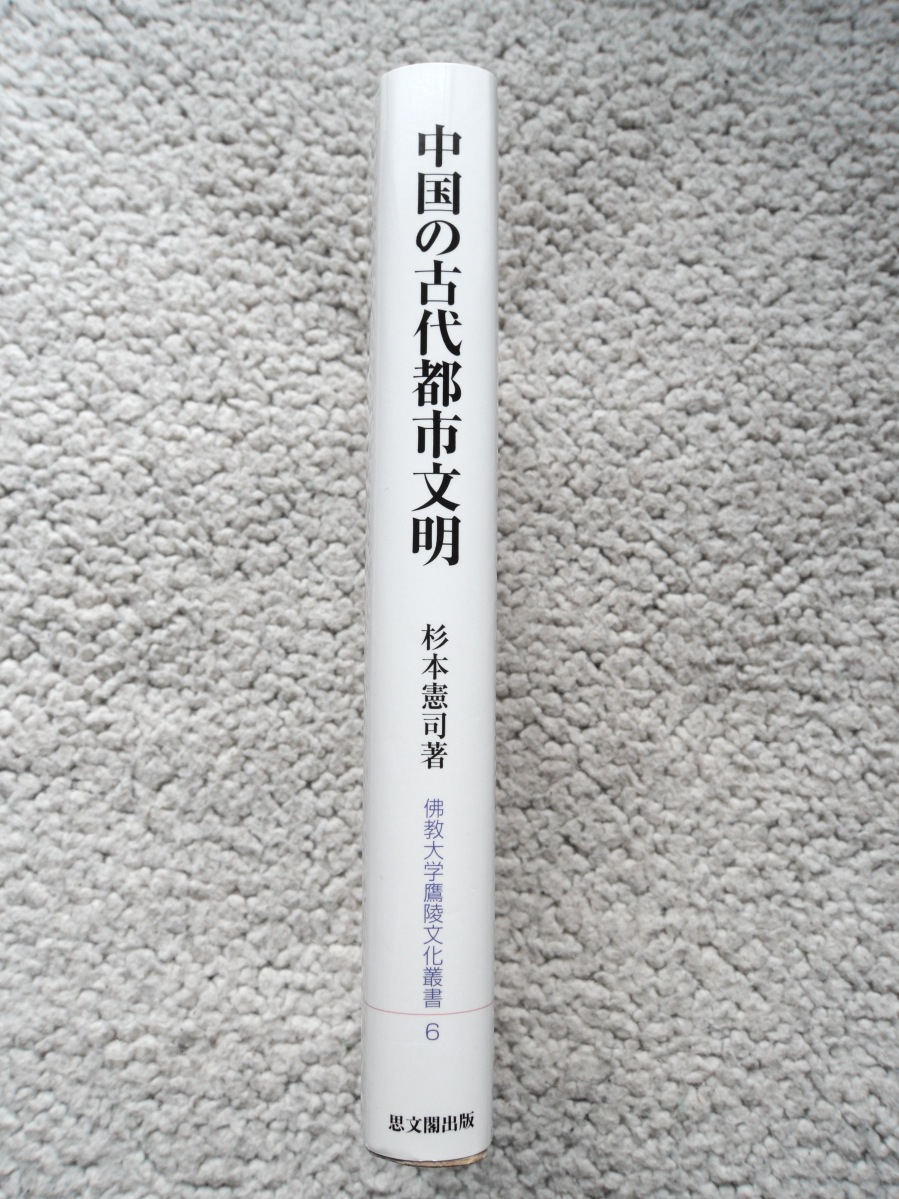 中国の古代都市文明
杉本憲司著
佛教大学鷹陵文化叢書
6
思文閣出版